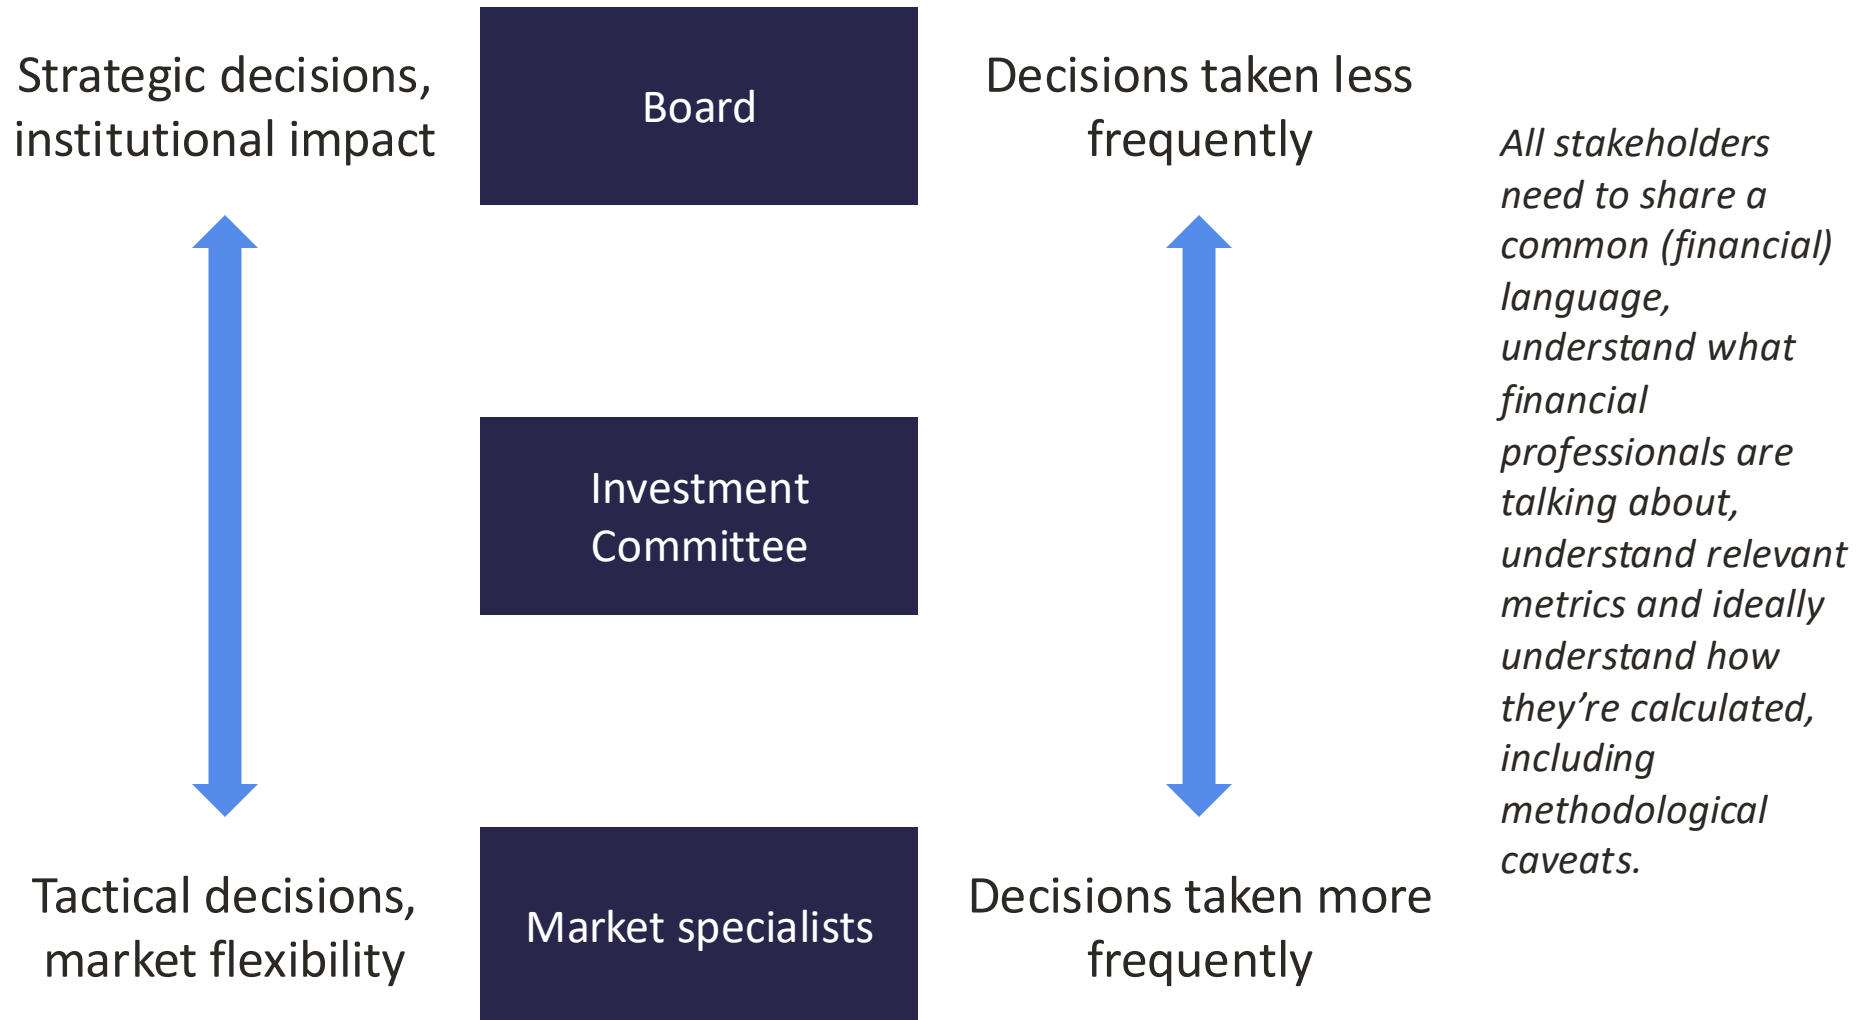 Strategic decisions,
institutional impact
Board
Decisions taken less
frequently
Investment
Committee
Tactical decisions,
market flexibility
Market specialists
Decisions taken more
frequently
All stakeholders
need to share a
common (financial)
language,
understand what
financial
professionals are
talking about,
understand relevant
metrics and ideally
understand how
they’re calculated,
including
methodological
caveats.